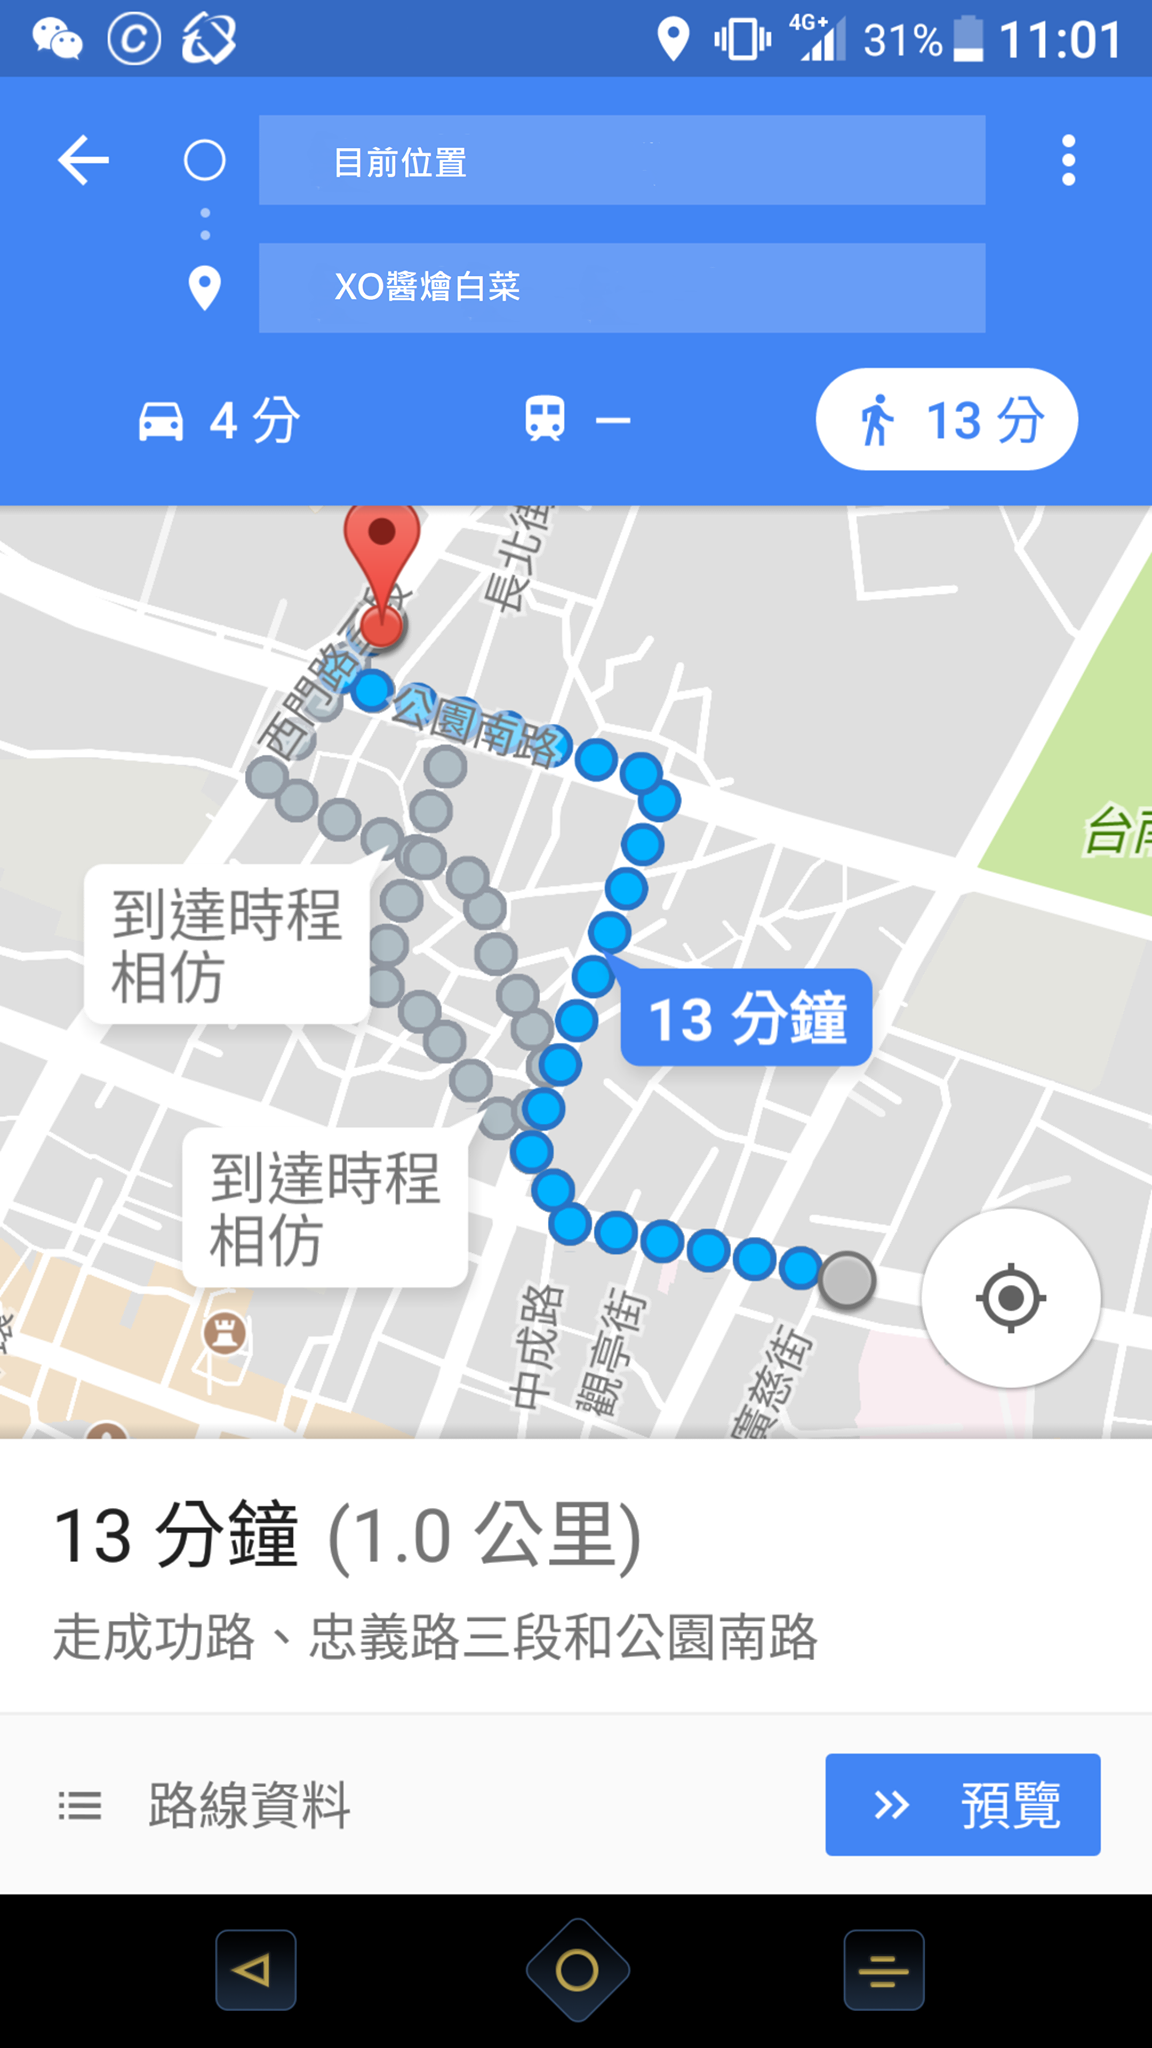 4G+ 31% 11:01
目前位置
XO醬燴白菜
4 分
13 分
長北街
西門路
公園南路
台南
到達時程
相仿
13 分鐘
到達時程
相仿
中成路
觀亭街
廣慈街
13 分鐘 (1.0 公里)
走成功路、忠義路三段和公園南路
路線資料
預覽